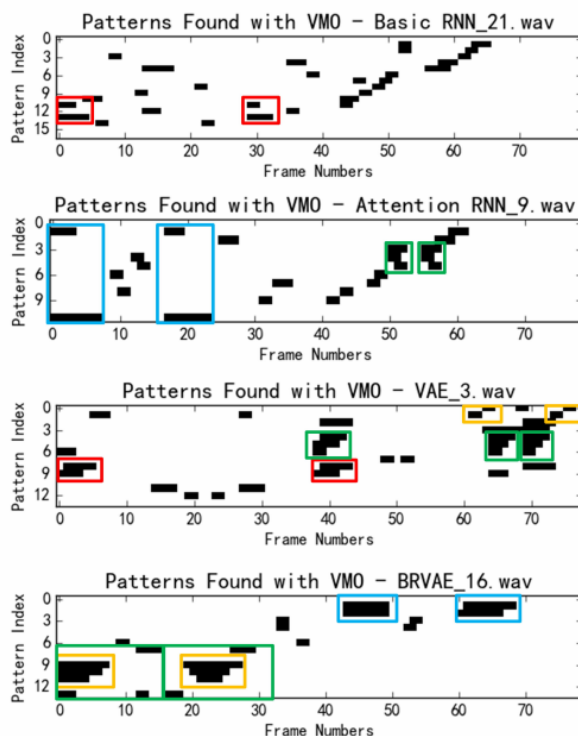 Patterns Found with VMO - Basic RNN_21.wav
Pattern Index
0
3
6
9
12
15
0 10 20 30 40 50 60 70
Frame Numbers
Patterns Found with VMO - Attention RNN_9.wav
Pattern Index
0
3
6
9
0 10 20 30 40 50 60 70
Frame Numbers
Patterns Found with VMO - VAE_3.wav
Pattern Index
0
3
6
9
12
0 10 20 30 40 50 60 70
Frame Numbers
Patterns Found with VMO - BRVAE_16.wav
Pattern Index
0
3
6
9
12
0 10 20 30 40 50 60 70
Frame Numbers